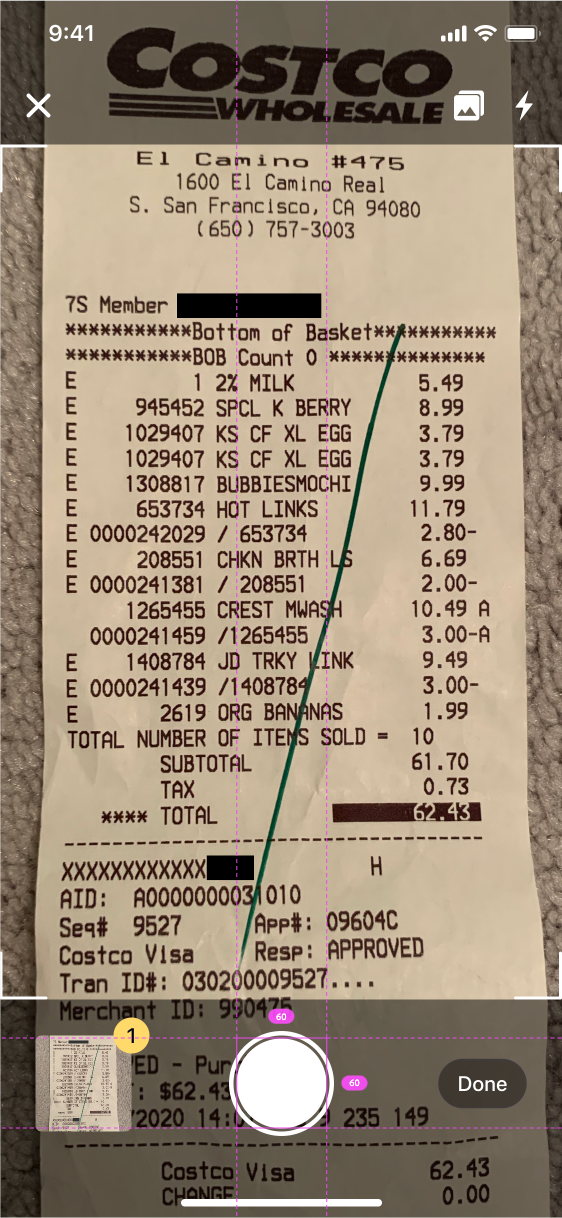 9:41
COSTCO
WHOLESALE
El Camino #475
1600 El Camino Real
S. San Francisco, CA 94080
(650) 757-3003
7S Member
***********Bottom of Basket***********
***********BOB Count 0 **************
E 1 2% MILK 5.49
E 945452 SPCL K BERRY 8.99
E 1029407 KS CF XL EGG 3.79
E 1029407 KS CF XL EGG 3.79
E 1308817 BUBBIESMOCHI 9.99
E 653734 HOT LINKS 11.79
E 0000242029 / 653734 2.80-
E 208551 CHKN BRTH LS 6.69
E 0000241381 / 208551 2.00-
1265455 CREST MWASH 10.49 A
0000241459 /1265455 3.00-A
E 1408784 JD TRKY LINK 9.49
E 0000241439 /1408784 3.00-
E 2619 ORG BANANAS 1.99
TOTAL NUMBER OF ITEMS SOLD = 10
SUBTOTAL 61.70
TAX 0.73
**** TOTAL 62.43
XXXXXXXXXXXX H
AID: A0000000031010
Seq# 9527 App#: 09604C
Costco Visa Resp: APPROVED
Tran ID#: 030200009527....
Merchant ID: 990475
60
1
ED - Pur
: $62.43
60
Done
/2020 14: 235 149
Costco Visa 62.43
CHANGE 0.00